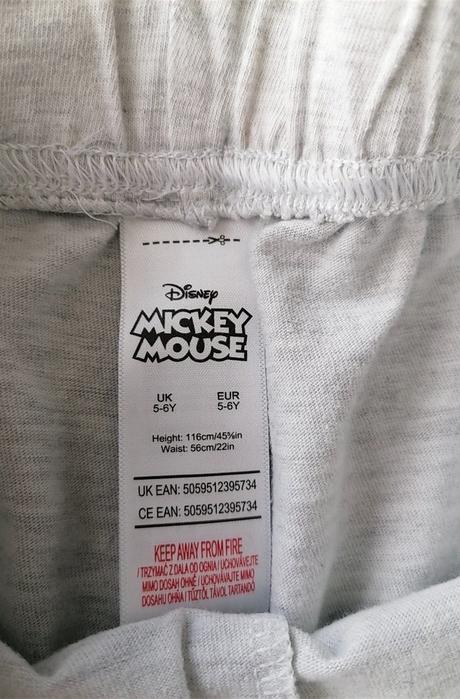 Disney
MICKEY
MOUSE
UK EUR
5-6Y 5-6Y
Height: 116cm/45⅝in
Waist: 56cm/22in
UK EAN: 5059512395734
CE EAN: 5059512395734
KEEP AWAY FROM FIRE
/ TRZYMAĆ Z DALA OD OGNIA / UCHOVÁVEJTE
MIMO DOSAH OHNĚ / UCHOVÁVAJTE MIMO
DOSAHU OHŇA / TŰZTŐL TÁVOL TARTANDÓ